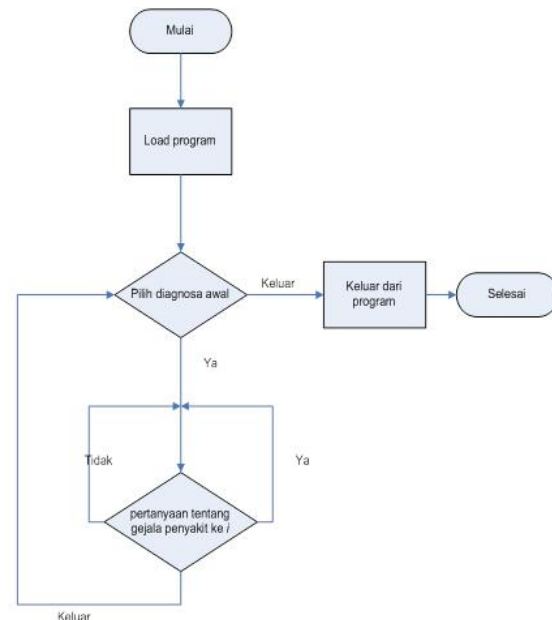 Mulai
Load program
Pilih diagnosa awal
Keluar
Keluar dari
program
Selesai
Ya
Tidak
Ya
pertanyaan tentang
gejala penyakit ke i
Keluar